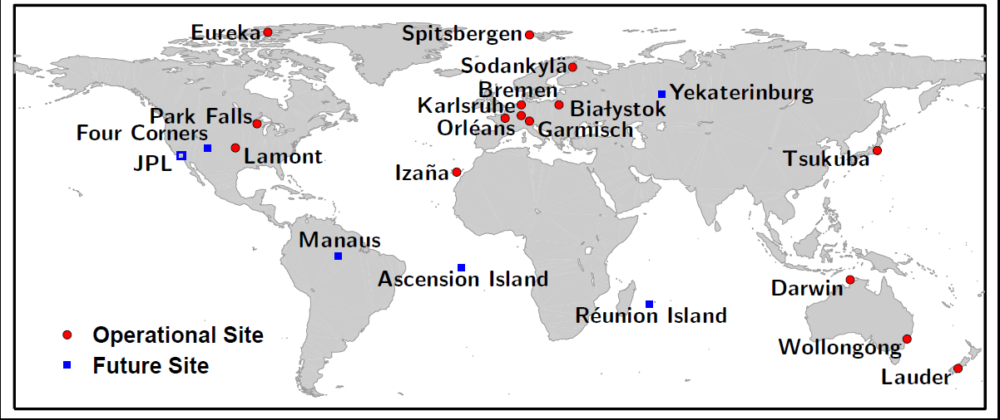 Eureka
Spitsbergen
Sodankylä
Bremen
Yekaterinburg
Karlsruhe
Białystok
Park Falls
Orléans
Garmisch
Four Corners
Lamont
JPL
Tsukuba
Izaña
Manaus
Ascension Island
Darwin
Réunion Island
Operational Site
Wollongong
Future Site
Lauder